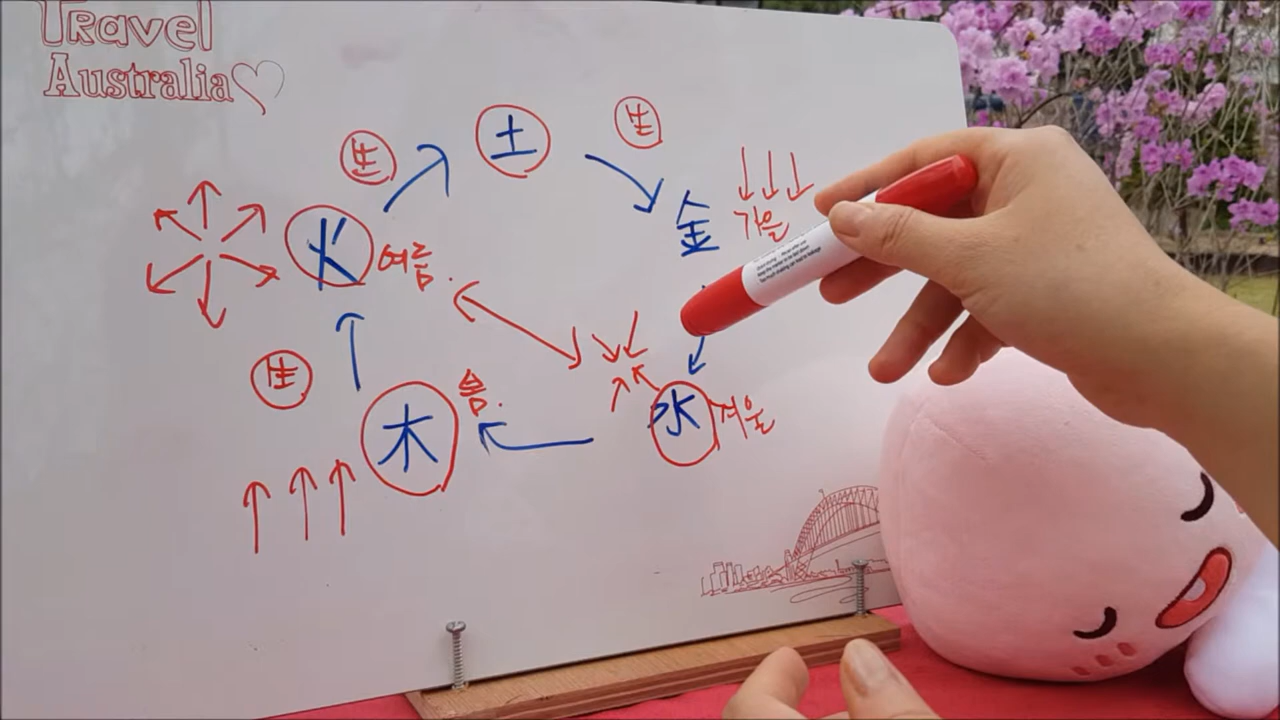 Travel
Australia
生
土
生
火
여름.
金
가을
生
木
봄.
水
겨울